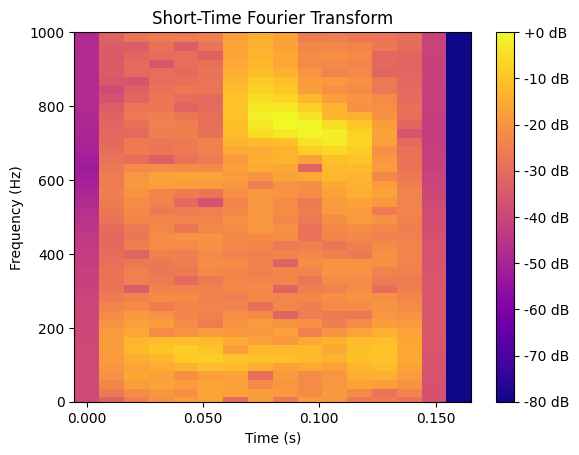 Short-Time Fourier Transform
Frequency (Hz)
1000
800
600
400
200
0
0.000
0.050
0.100
0.150
Time (s)
+0 dB
-10 dB
-20 dB
-30 dB
-40 dB
-50 dB
-60 dB
-70 dB
-80 dB